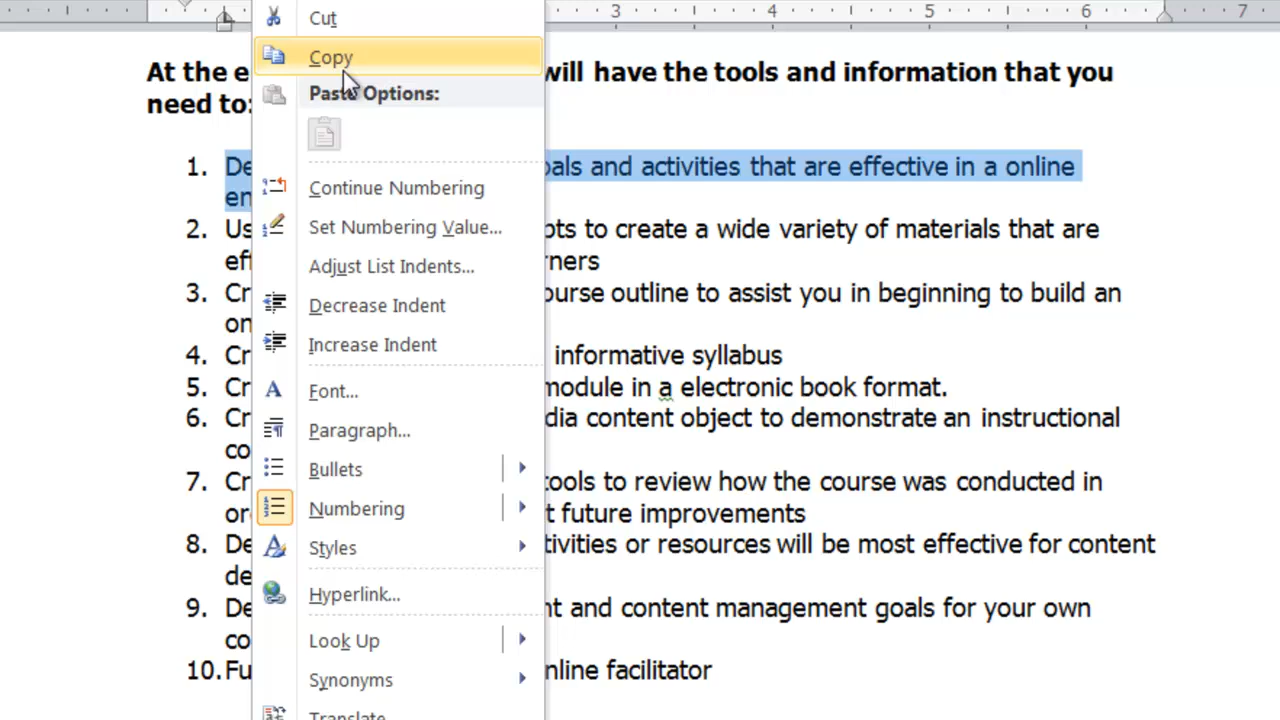 3 4 5 6 7
Cut
Copy
Paste Options:
Continue Numbering
Set Numbering Value...
Adjust List Indents...
Decrease Indent
Increase Indent
Font...
Paragraph...
Bullets
Numbering
Styles
Hyperlink...
Look Up
Synonyms
Translate
At the e will have the tools and information that you
need to:
1. De oals and activities that are effective in a online
en
2. Us pts to create a wide variety of materials that are
eff rners
3. Cr ourse outline to assist you in beginning to build an
on
4. Cr informative syllabus
5. Cr module in a electronic book format.
6. Cr dia content object to demonstrate an instructional
co
7. Cr tools to review how the course was conducted in
or t future improvements
8. De tivities or resources will be most effective for content
de
9. De nt and content management goals for your own
co
10. Fu nline facilitator